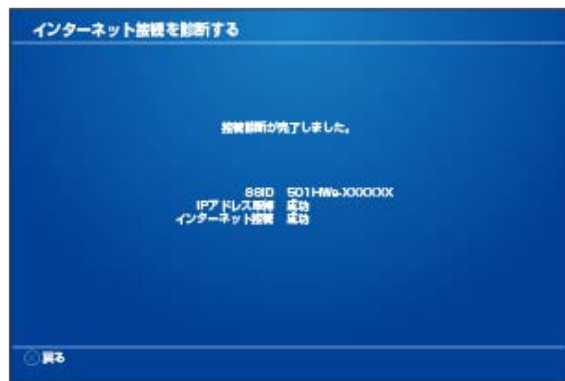 インターネット接続を診断する
接続診断が完了しました。
SSID 501HWa-XXXXXX
IPアドレス取得 成功
インターネット接続 成功
戻る